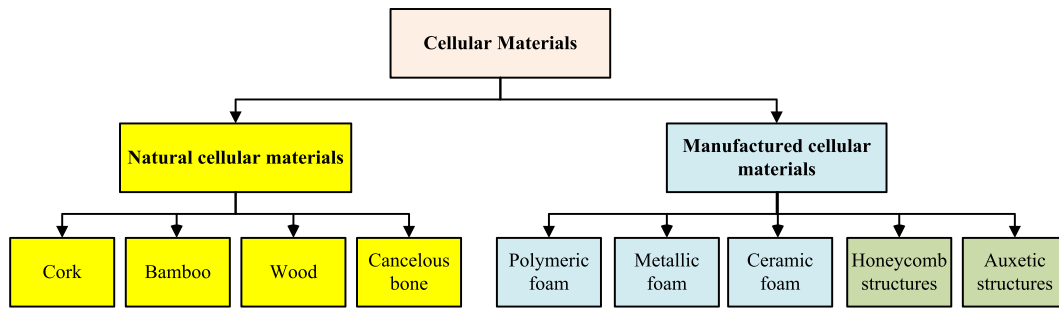 Cellular Materials
Natural cellular materials
Manufactured cellular
materials
Cork
Bamboo
Wood
Cancelous
bone
Polymeric
foam
Metallic
foam
Ceramic
foam
Honeycomb
structures
Auxetic
structures